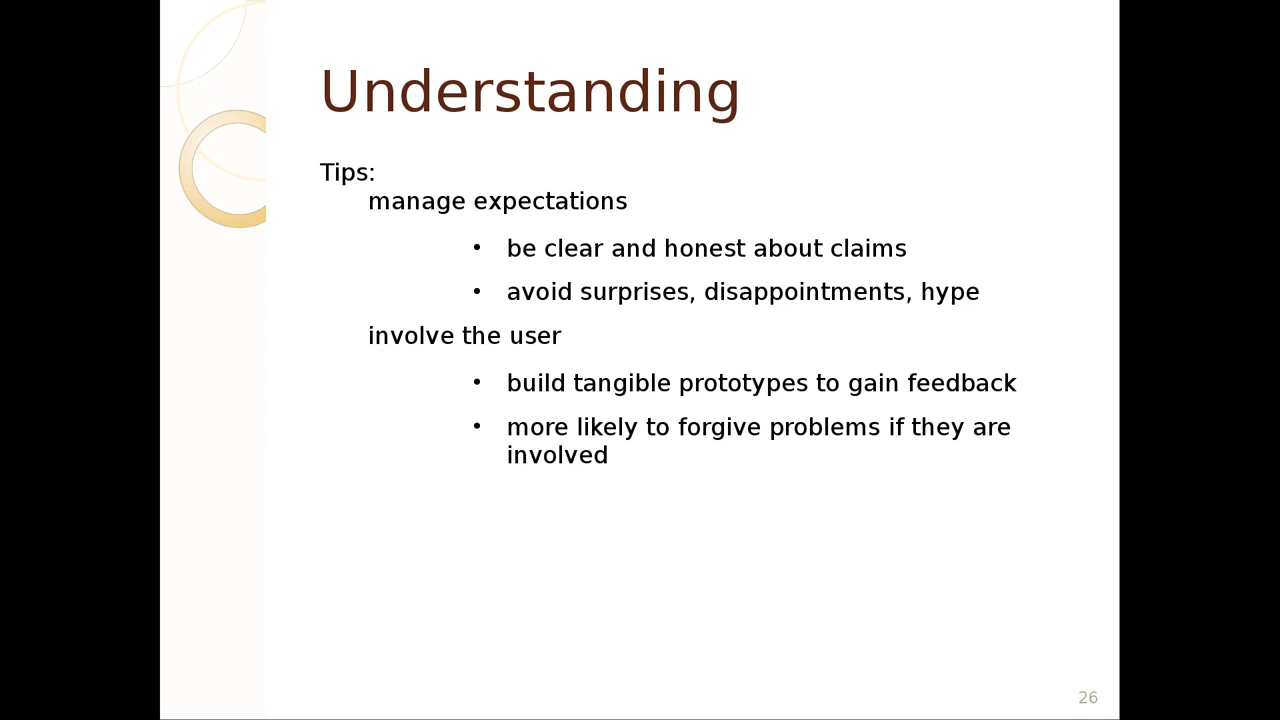 Understanding
Tips:
manage expectations
• be clear and honest about claims
• avoid surprises, disappointments, hype
involve the user
• build tangible prototypes to gain feedback
• more likely to forgive problems if they are
involved
26